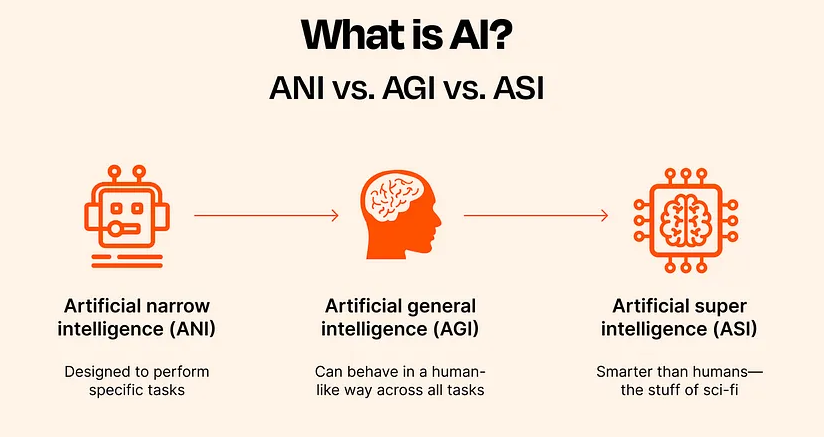 What is AI?
ANI vs. AGI vs. ASI
Artificial narrow
intelligence (ANI)
Designed to perform
specific tasks
Artificial general
intelligence (AGI)
Can behave in a human-
like way across all tasks
Artificial super
intelligence (ASI)
Smarter than humans—
the stuff of sci-fi